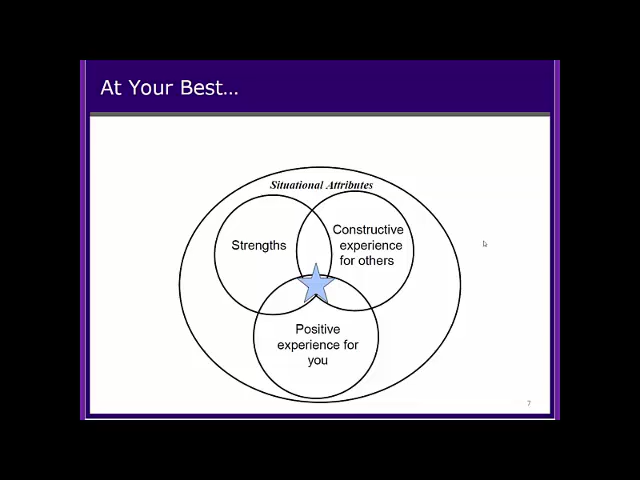 At Your Best…
Situational Attributes
Strengths
Constructive
experience
for others
Positive
experience for
you
7